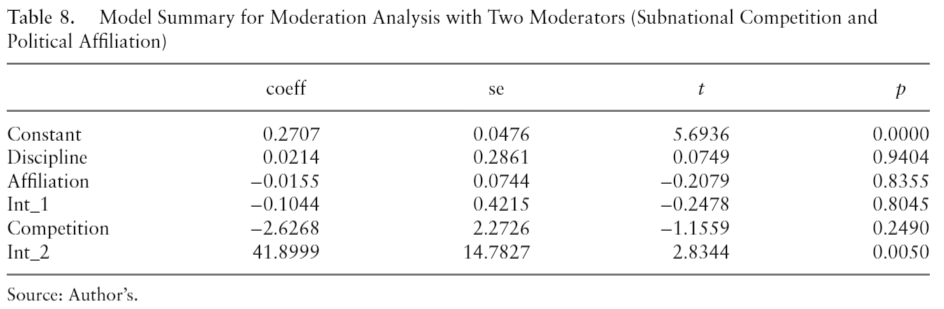 Table 8. Model Summary for Moderation Analysis with Two Moderators (Subnational Competition and
Political Affiliation)
coeff se t p
Constant 0.2707 0.0476 5.6936 0.0000
Discipline 0.0214 0.2861 0.0749 0.9404
Affiliation –0.0155 0.0744 –0.2079 0.8355
Int_1 –0.1044 0.4215 –0.2478 0.8045
Competition –2.6268 2.2726 –1.1559 0.2490
Int_2 41.8999 14.7827 2.8344 0.0050
Source: Author’s.